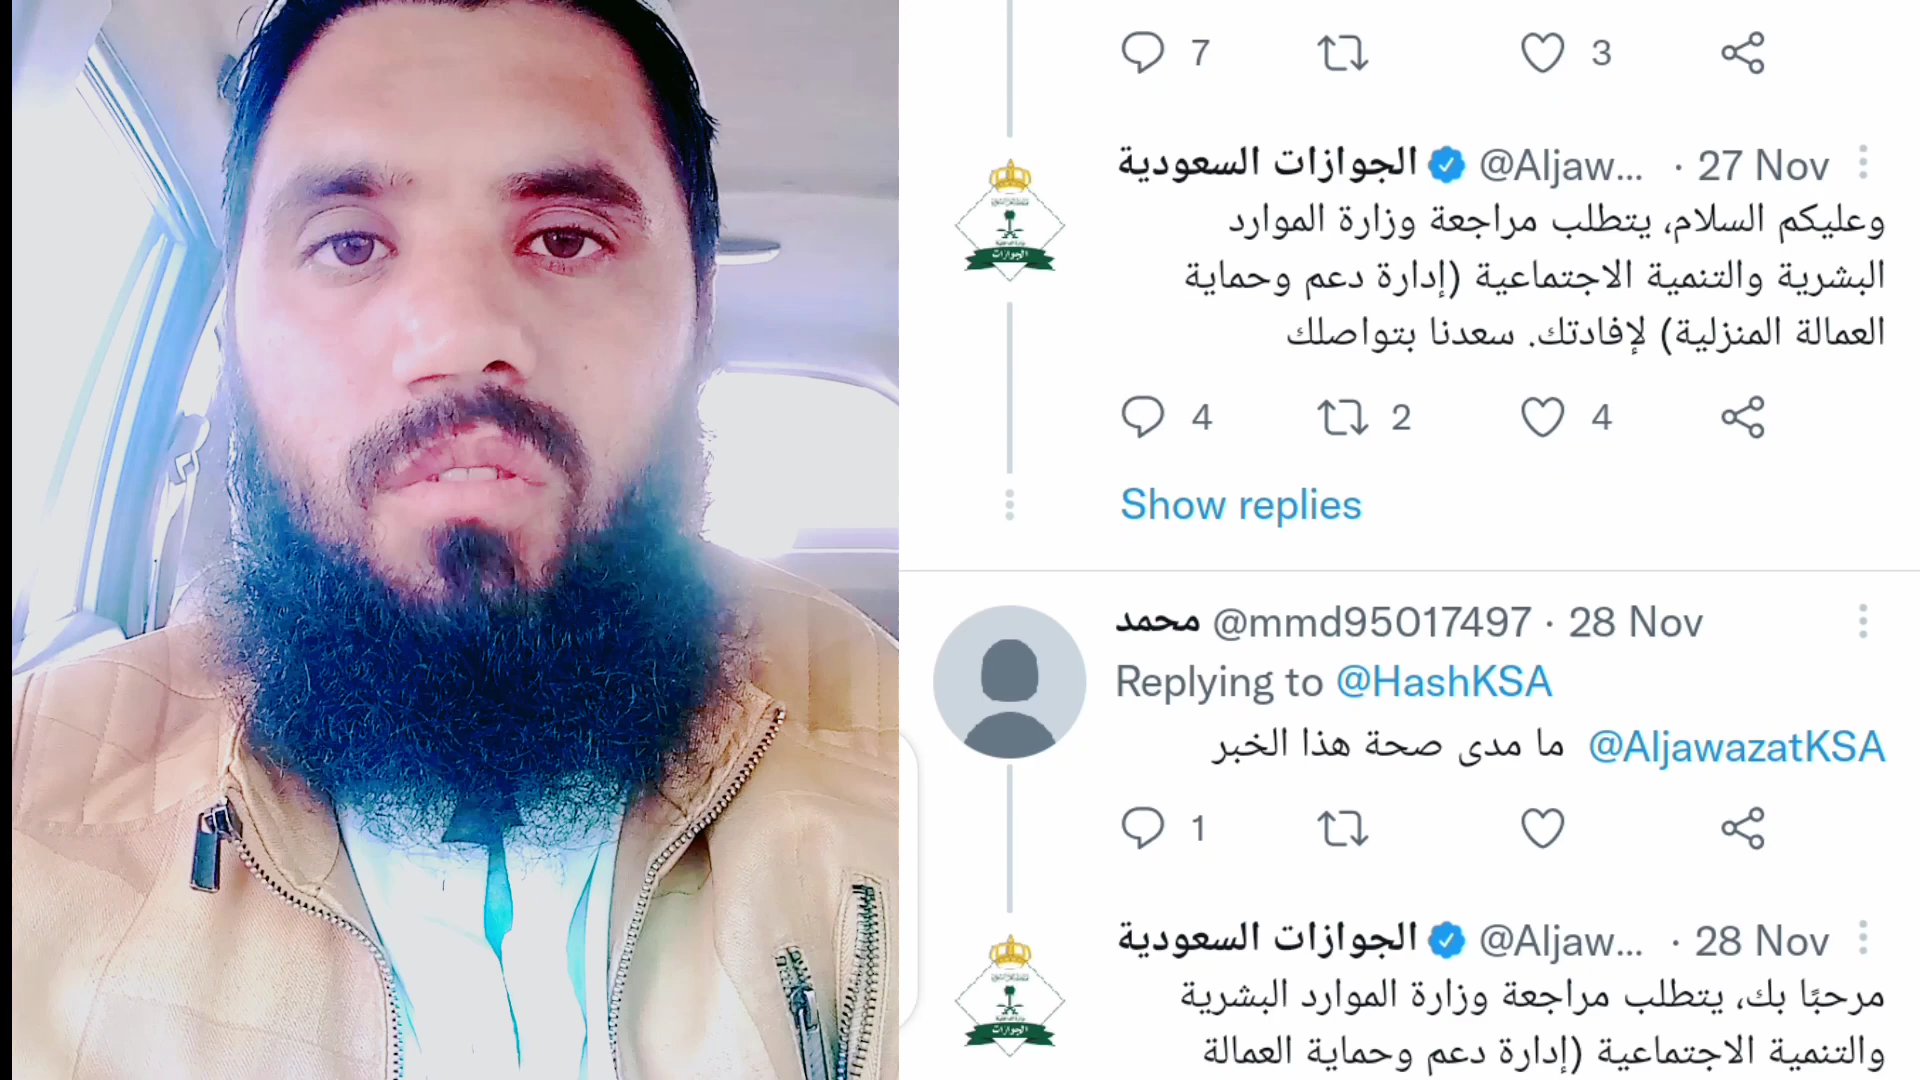 7 3
الجوازات السعودية @Aljaw... · 27 Nov
وعليكم السلام، يتطلب مراجعة وزارة الموارد
البشرية والتنمية الاجتماعية (إدارة دعم وحماية
العمالة المنزلية) لإفادتك. سعدنا بتواصلك
الجوازات
4 2 4
Show replies
محمد @mmd95017497 · 28 Nov
Replying to @HashKSA
@AljawazatKSA ما مدى صحة هذا الخبر
1
الجوازات السعودية @Aljaw... · 28 Nov
مرحبًا بك، يتطلب مراجعة وزارة الموارد البشرية
والتنمية الاجتماعية (إدارة دعم وحماية العمالة
الجوازات